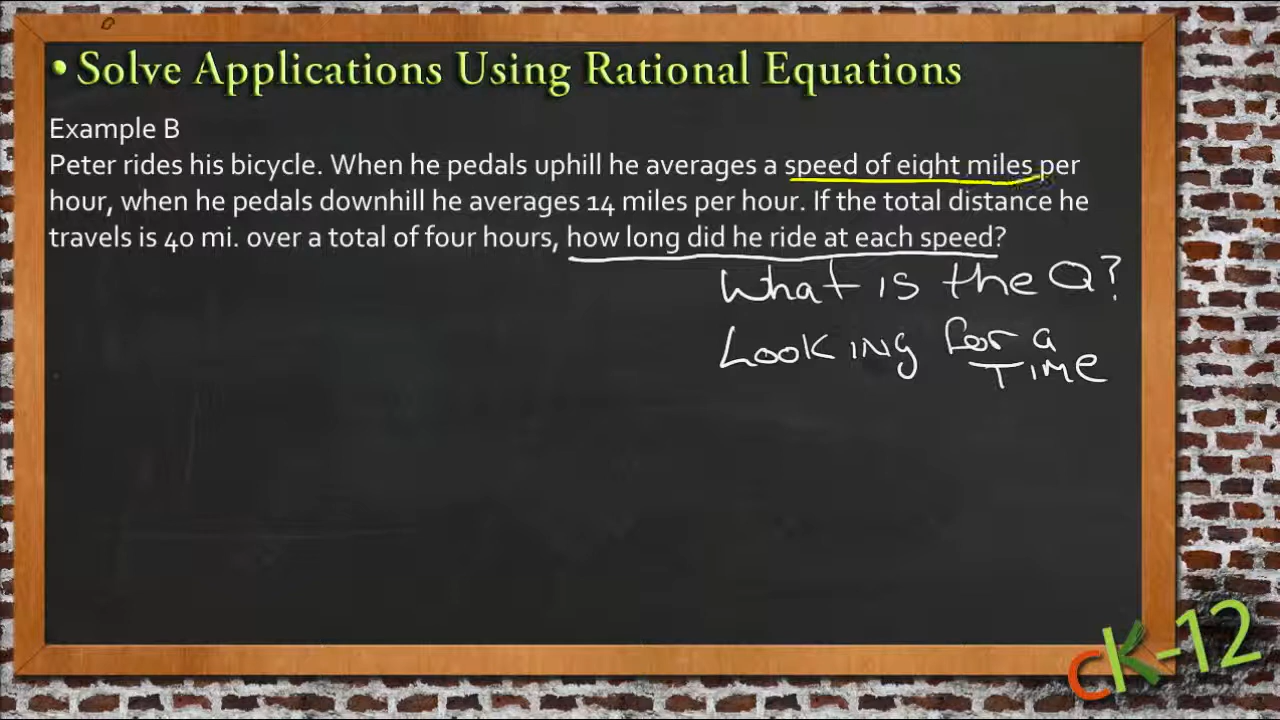 • Solve Applications Using Rational Equations
Example B
Peter rides his bicycle. When he pedals uphill he averages a speed of eight miles per
hour, when he pedals downhill he averages 14 miles per hour. If the total distance he
travels is 40 mi. over a total of four hours, how long did he ride at each speed?
What is the Q?
Looking for a
Time
CK-12